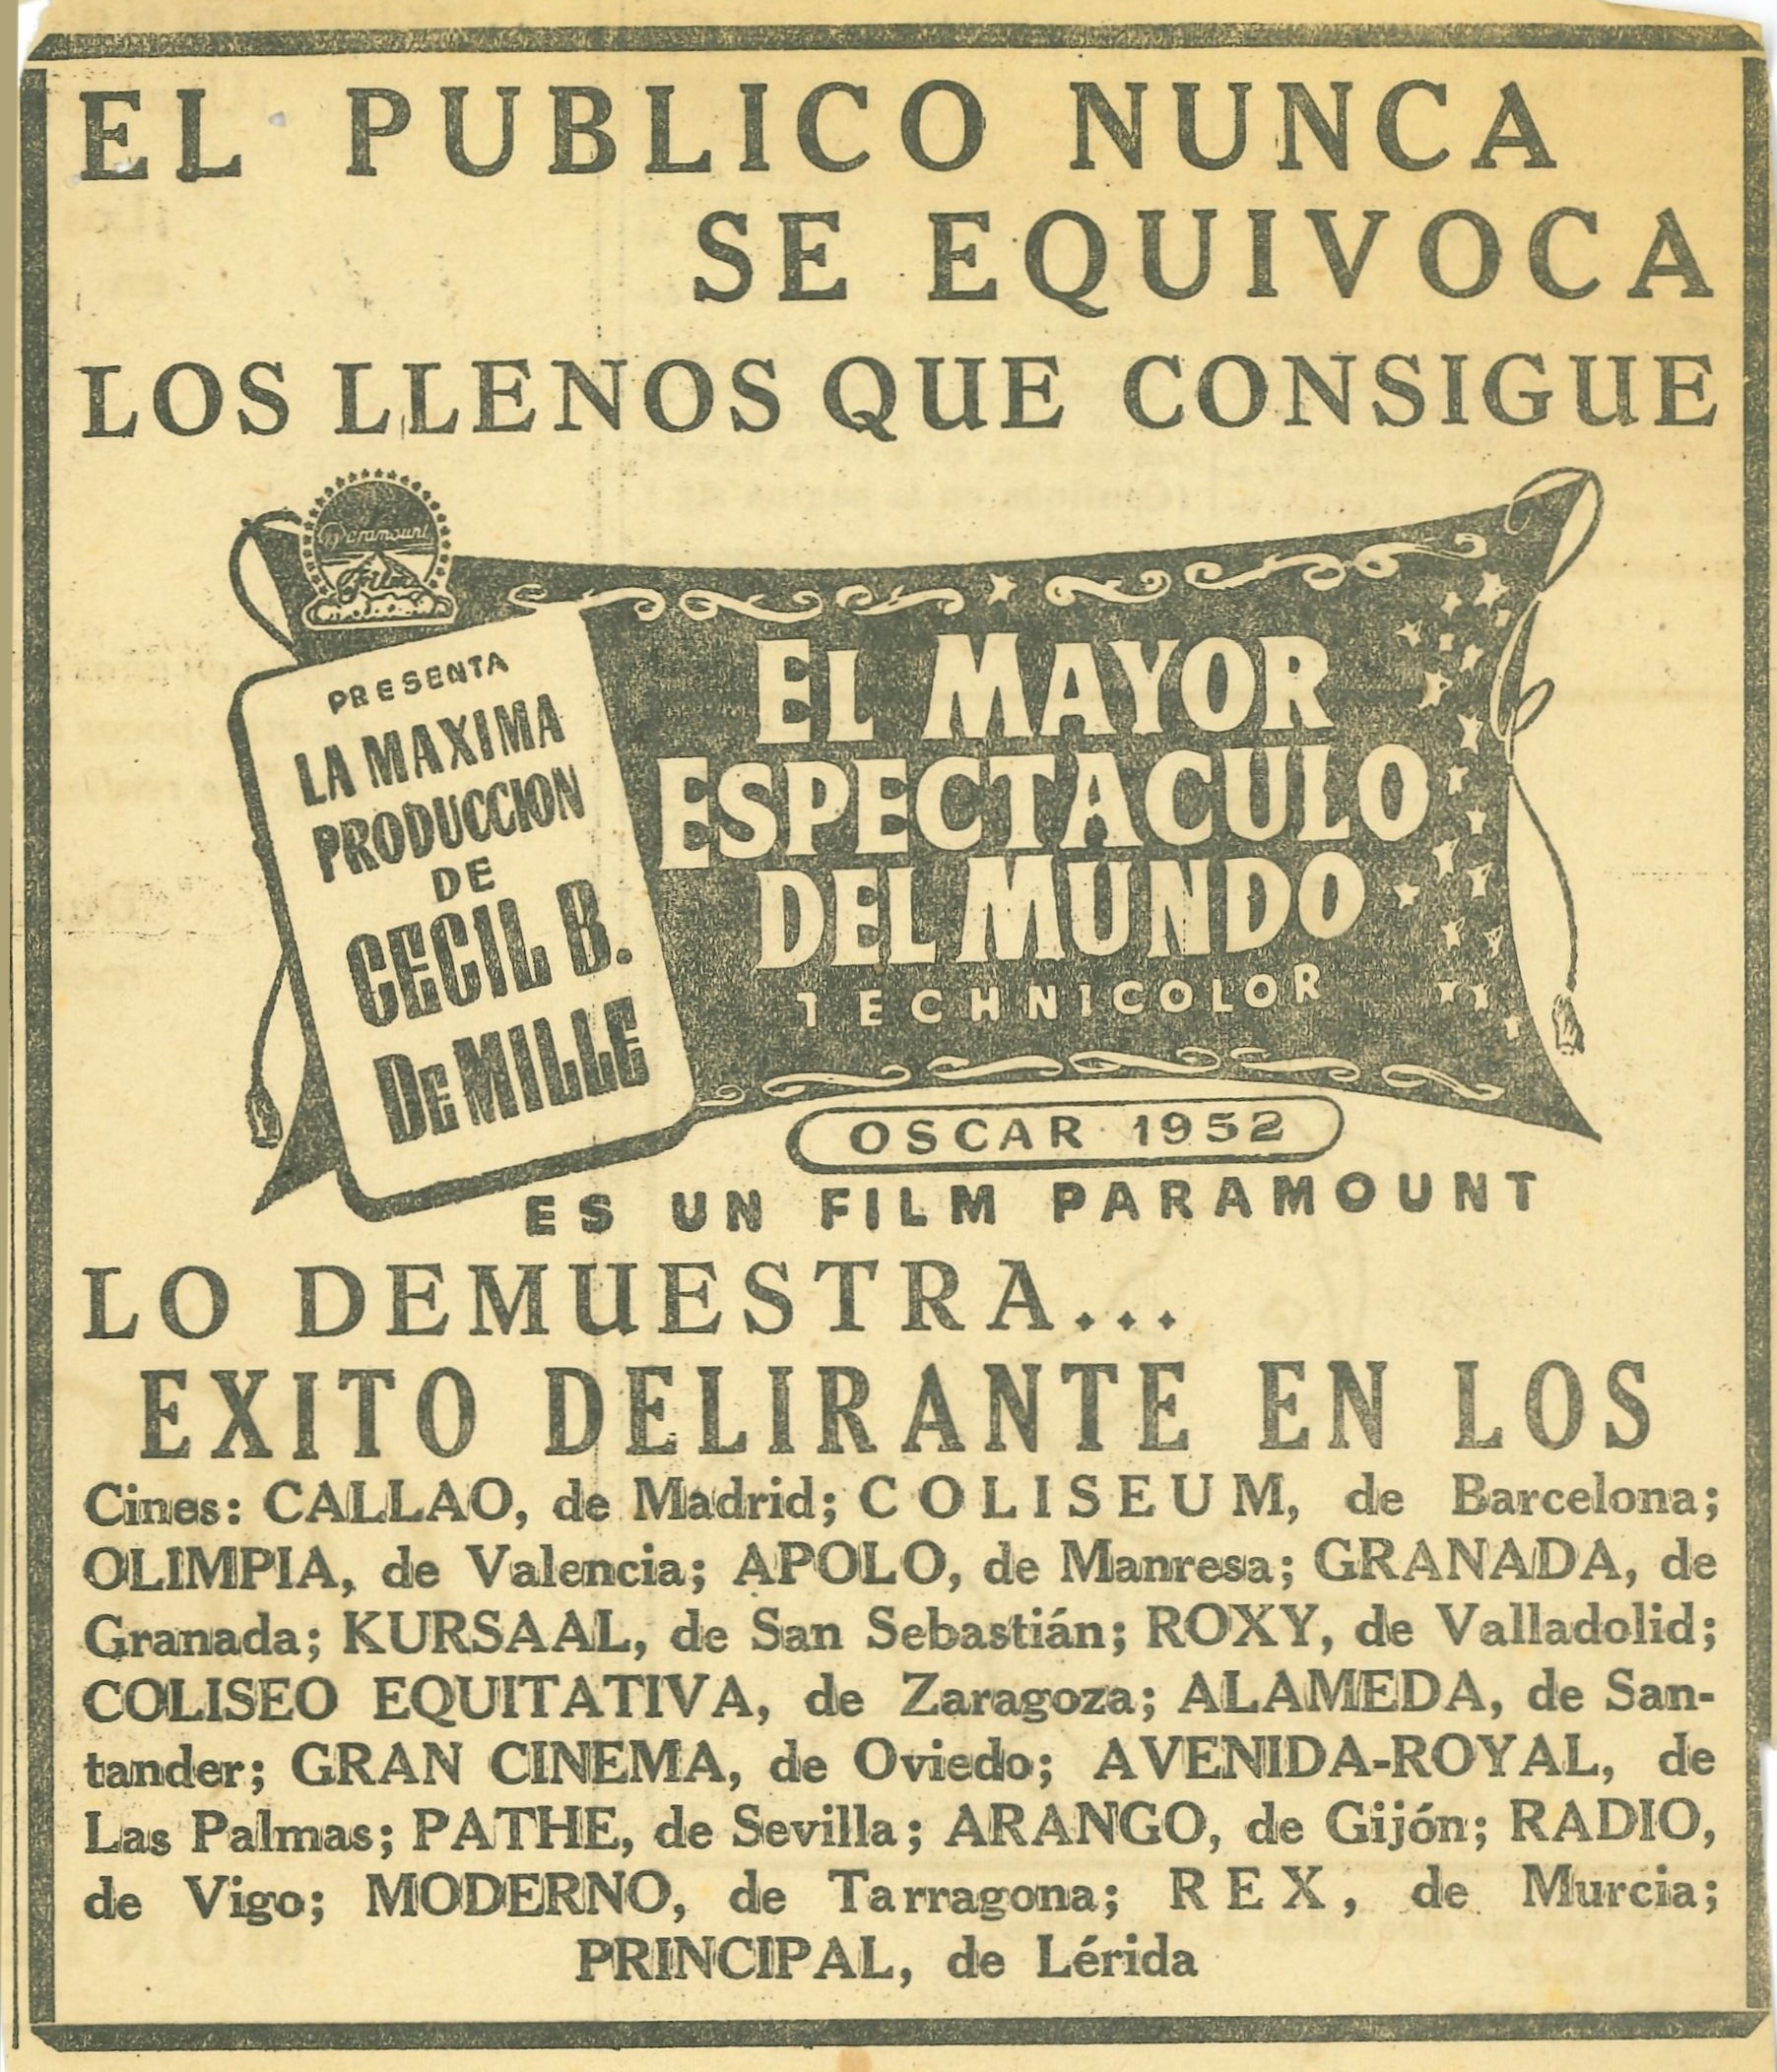 EL PUBLICO NUNCA
SE EQUIVOCA
LOS LLENOS QUE CONSIGUE
Paramount
Films
PRESENTA
LA MAXIMA
PRODUCCION
DE
CECIL B.
DEMILLE
EL MAYOR
ESPECTACULO
DEL MUNDO
TECHNICOLOR
OSCAR 1952
ES UN FILM PARAMOUNT
LO DEMUESTRA...
EXITO DELIRANTE EN LOS
Cines: CALLAO, de Madrid; COLISEUM, de Barcelona;
OLIMPIA, de Valencia; APOLO, de Manresa; GRANADA, de
Granada; KURSAAL, de San Sebastián; ROXY, de Valladolid;
COLISEO EQUITATIVA, de Zaragoza; ALAMEDA, de San-
tander; GRAN CINEMA, de Oviedo; AVENIDA-ROYAL, de
Las Palmas; PATHE, de Sevilla; ARANGO, de Gijón; RADIO,
de Vigo; MODERNO, de Tarragona; REX, de Murcia;
PRINCIPAL, de Lérida